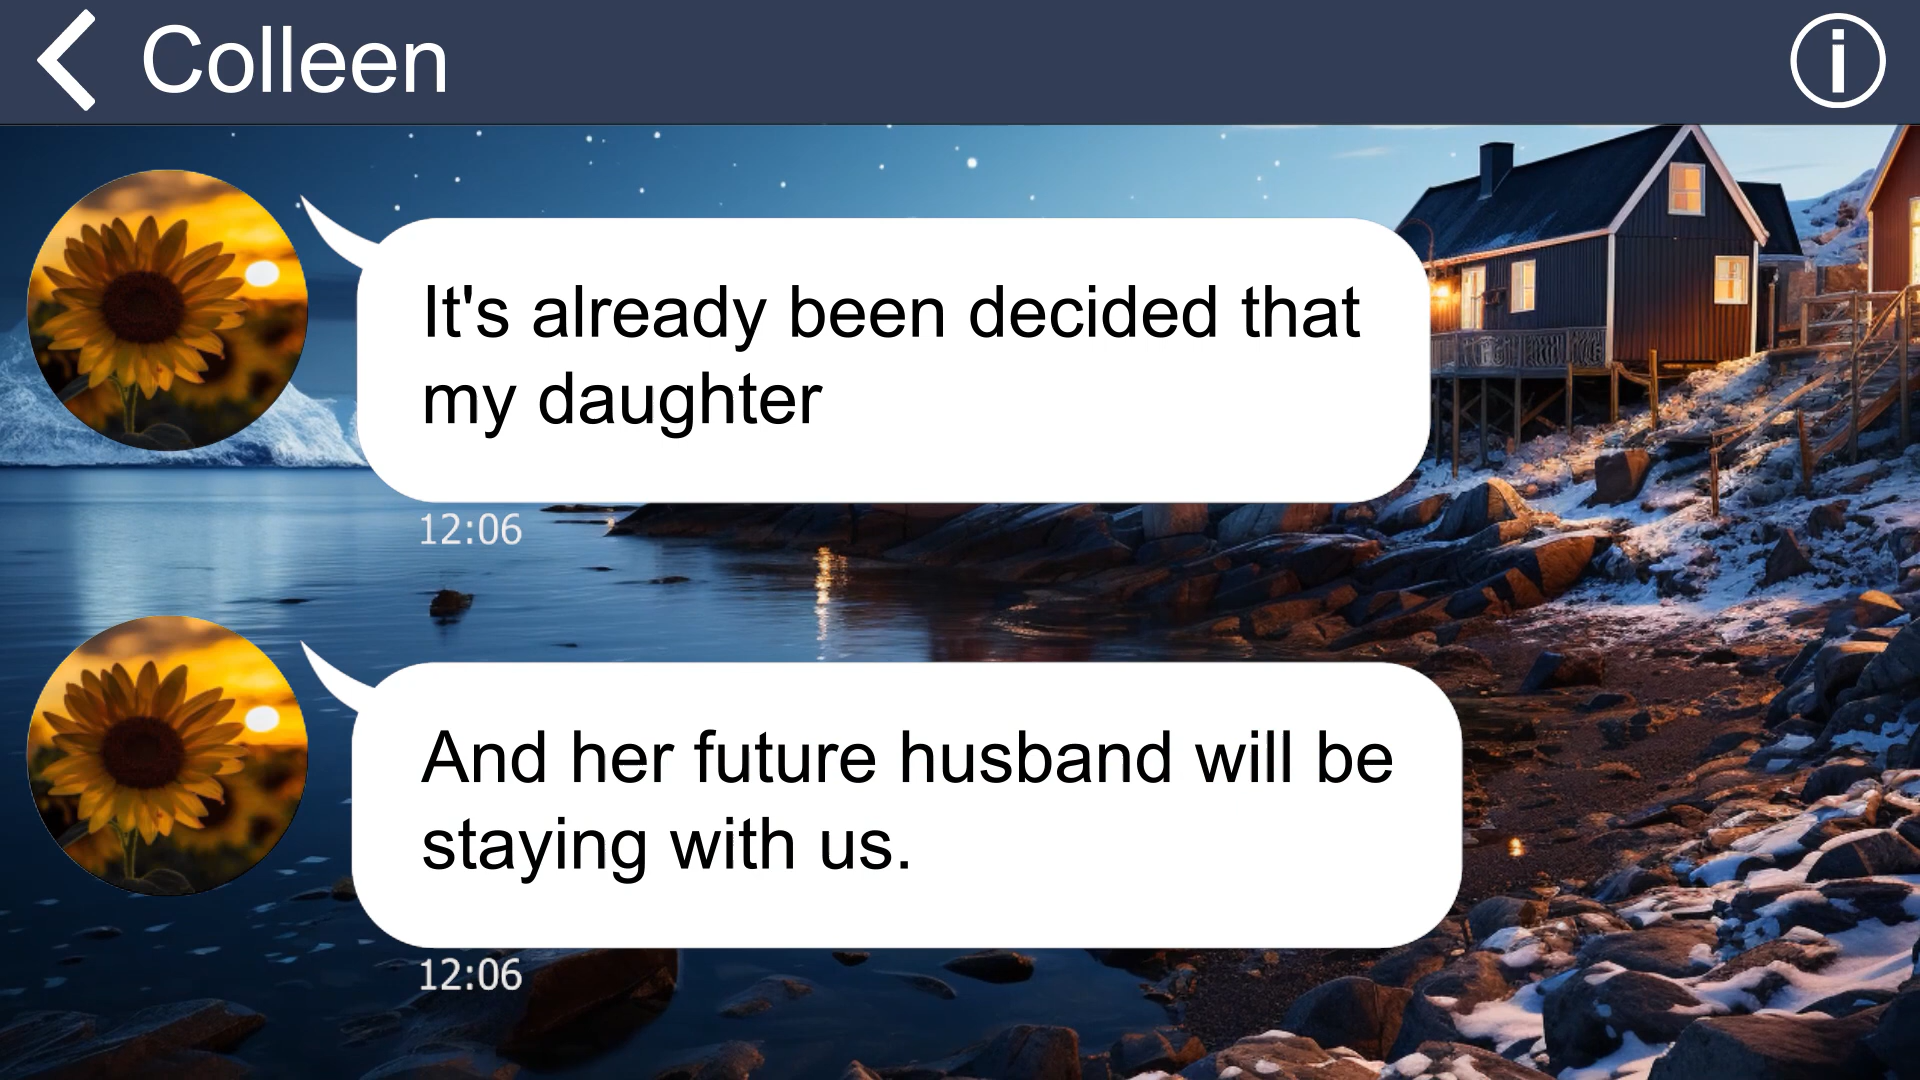 Colleen
It's already been decided that
my daughter
12:06
And her future husband will be
staying with us.
12:06